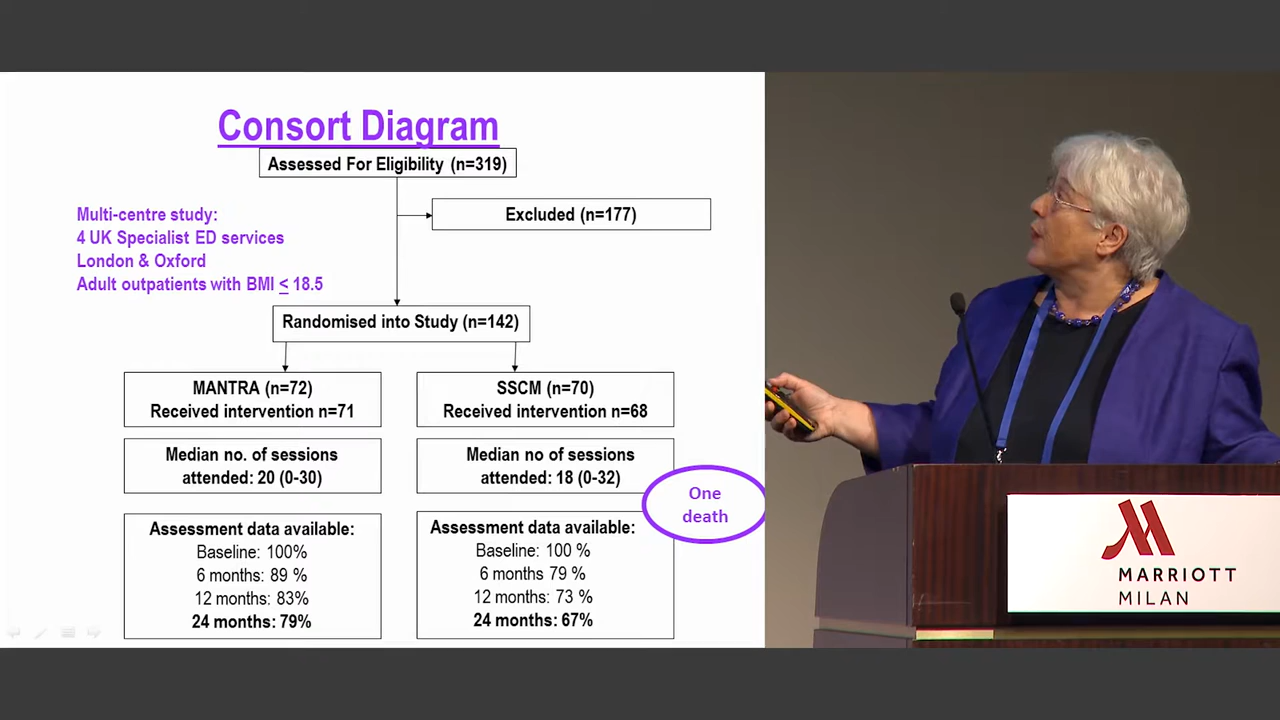 Consort Diagram
Assessed For Eligibility (n=319)
Excluded (n=177)
Multi-centre study:
4 UK Specialist ED services
London & Oxford
Adult outpatients with BMI ≤ 18.5
Randomised into Study (n=142)
MANTRA (n=72)
Received intervention n=71
SSCM (n=70)
Received intervention n=68
Median no. of sessions
attended: 20 (0-30)
Median no of sessions
attended: 18 (0-32)
One
death
Assessment data available:
Baseline: 100%
6 months: 89 %
12 months: 83%
24 months: 79%
Assessment data available:
Baseline: 100 %
6 months 79 %
12 months: 73 %
24 months: 67%
MARRIOTT
MILAN